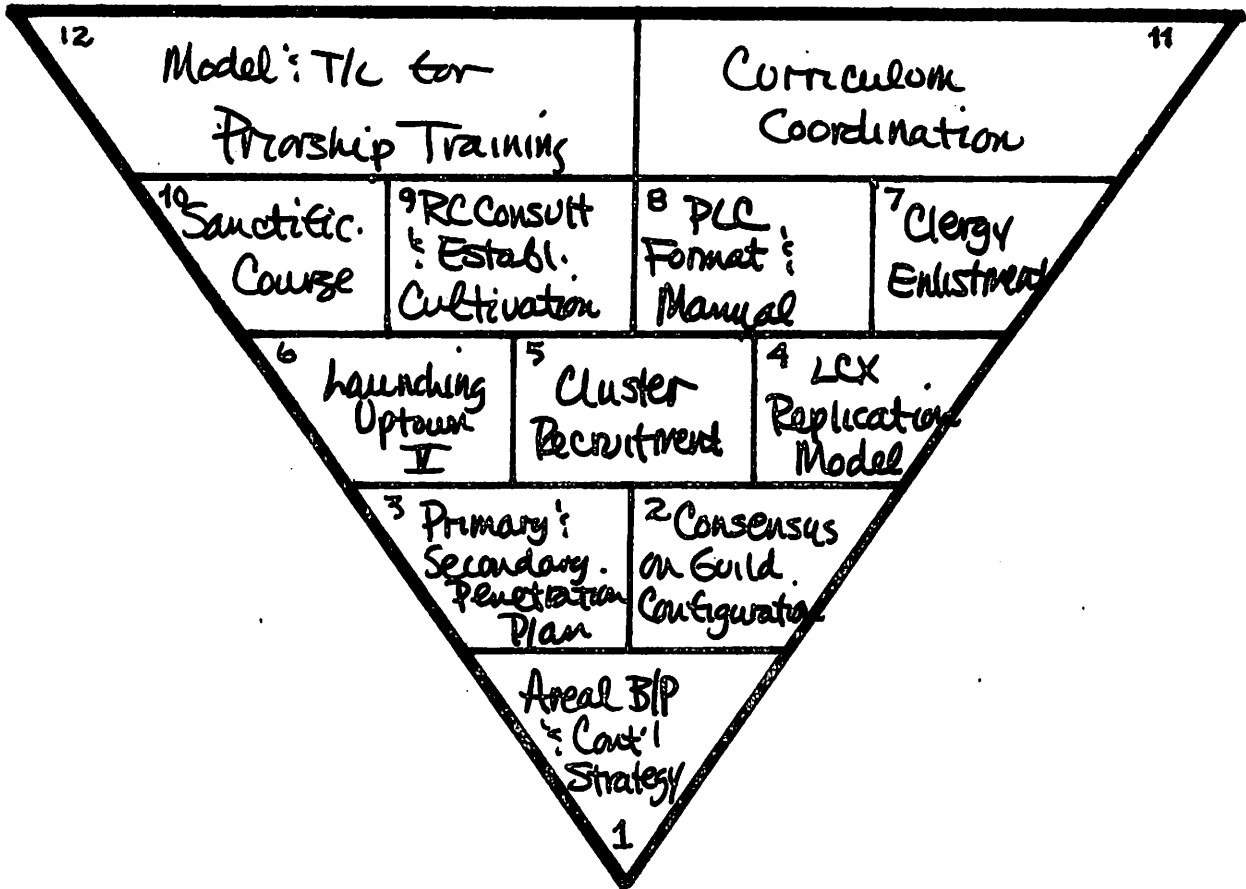 12
Model & T/L for
Priorship Training
11
Curriculum
Coordination
10
Sanctific.
Course
9
RC Consult
& Establ.
Cultivation
8
PLC
Format &
Manual
7
Clergy
Enlistment
6
Launching
Uptown
V
5
Cluster
Recruitment
4
LCX
Replication
Model
3
Primary &
Secondary
Penetration
Plan
2
Consensus
on Guild
Configuration
Areal B/P
& Cont'l
Strategy
1